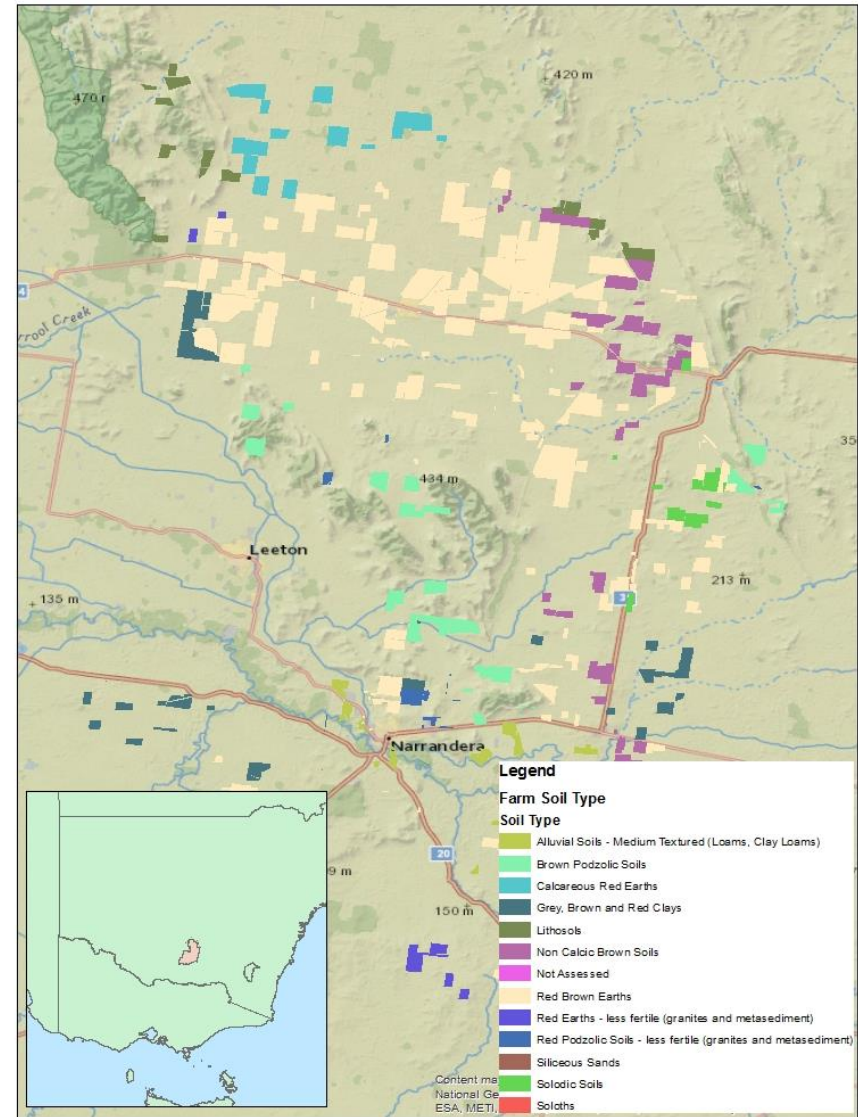 420 m
470 m
4
rrool Creek
35
434 m
Leeton
213 m
135 m
31
Narrandera
20
9 m
150 m
Legend
Farm Soil Type
Soil Type
Alluvial Soils - Medium Textured (Loams, Clay Loams)
Brown Podzolic Soils
Calcareous Red Earths
Grey, Brown and Red Clays
Lithosols
Non Calcic Brown Soils
Not Assessed
Red Brown Earths
Red Earths - less fertile (granites and metasediment)
Red Podzolic Soils - less fertile (granites and metasediment)
Siliceous Sands
Solodic Soils
Soloths
Content ma
National Ge
ESA, METI,